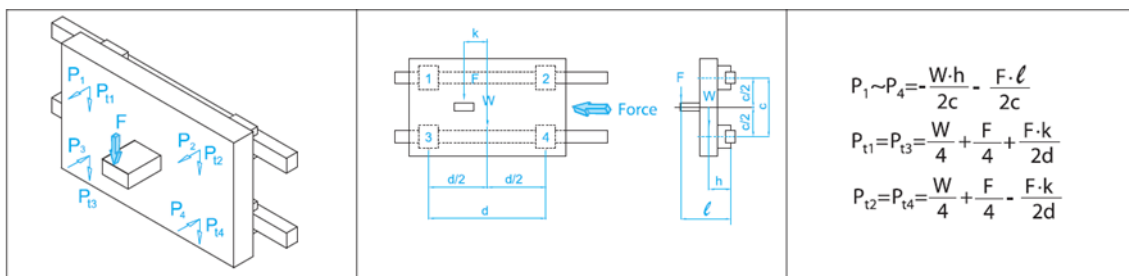 P₁
Pt1
F
P₃
Pt3
P₂
Pt2
P₄
Pt4
k
1
2
F
W
3
4
Force
d/2
d/2
d
F
W
c/2
c/2
c
h
ℓ
P₁~P₄=-W·h/2c - F·ℓ/2c
Pt1=Pt3=W/4+F/4+F·k/2d
Pt2=Pt4=W/4+F/4-F·k/2d